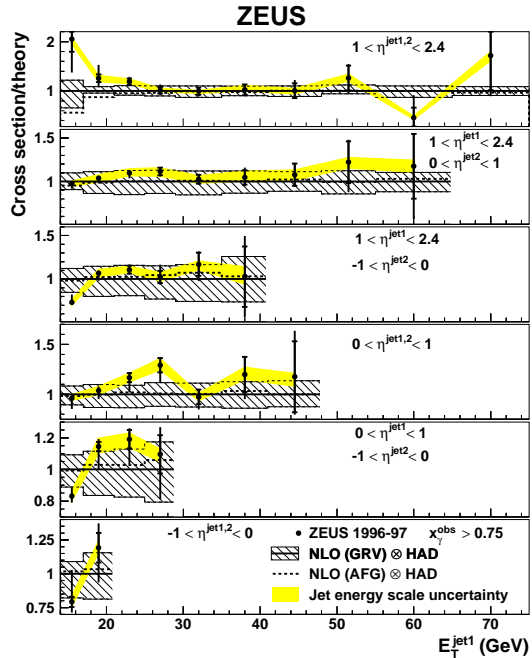 ZEUS
Cross section/theory
2
1
1 < η^jet1,2 < 2.4
1.5
1
1 < η^jet1 < 2.4
0 < η^jet2 < 1
1.5
1
1 < η^jet1 < 2.4
-1 < η^jet2 < 0
1.5
1
0 < η^jet1,2 < 1
1.2
1
0.8
0 < η^jet1 < 1
-1 < η^jet2 < 0
1.25
1
0.75
-1 < η^jet1,2 < 0
ZEUS 1996-97 x_γ^obs > 0.75
NLO (GRV) ⊗ HAD
NLO (AFG) ⊗ HAD
Jet energy scale uncertainty
20 30 40 50 60 70
E_T^jet1 (GeV)